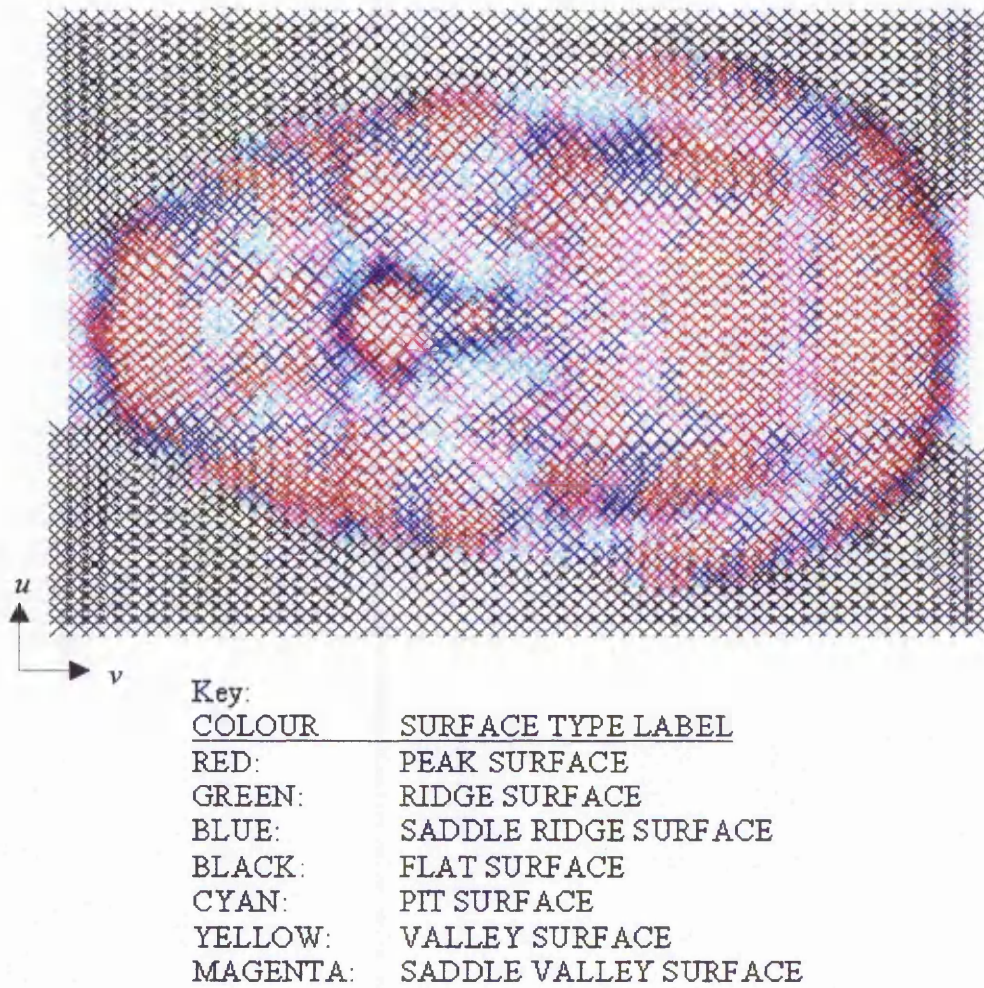 u
v
Key:
COLOUR SURFACE TYPE LABEL
RED: PEAK SURFACE
GREEN: RIDGE SURFACE
BLUE: SADDLE RIDGE SURFACE
BLACK: FLAT SURFACE
CYAN: PIT SURFACE
YELLOW: VALLEY SURFACE
MAGENTA: SADDLE VALLEY SURFACE